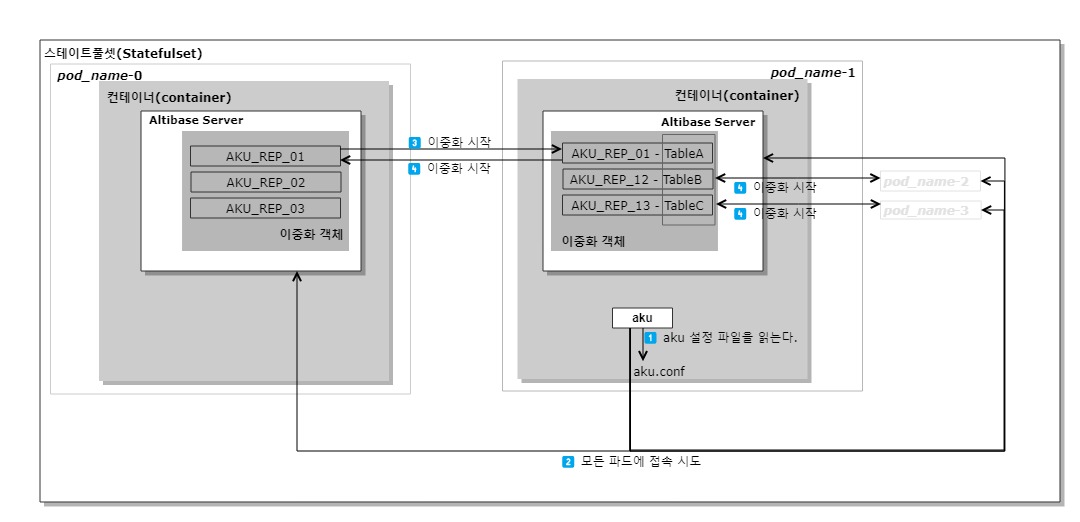 스테이트풀셋(Statefulset)
pod_name-0
컨테이너(container)
Altibase Server
AKU_REP_01
AKU_REP_02
AKU_REP_03
이중화 객체
3 이중화 시작
4 이중화 시작
pod_name-1
컨테이너(container)
Altibase Server
AKU_REP_01 - TableA
AKU_REP_12 - TableB
AKU_REP_13 - TableC
이중화 객체
4 이중화 시작
4 이중화 시작
pod_name-2
pod_name-3
aku
1 aku 설정 파일을 읽는다.
aku.conf
2 모든 파드에 접속 시도